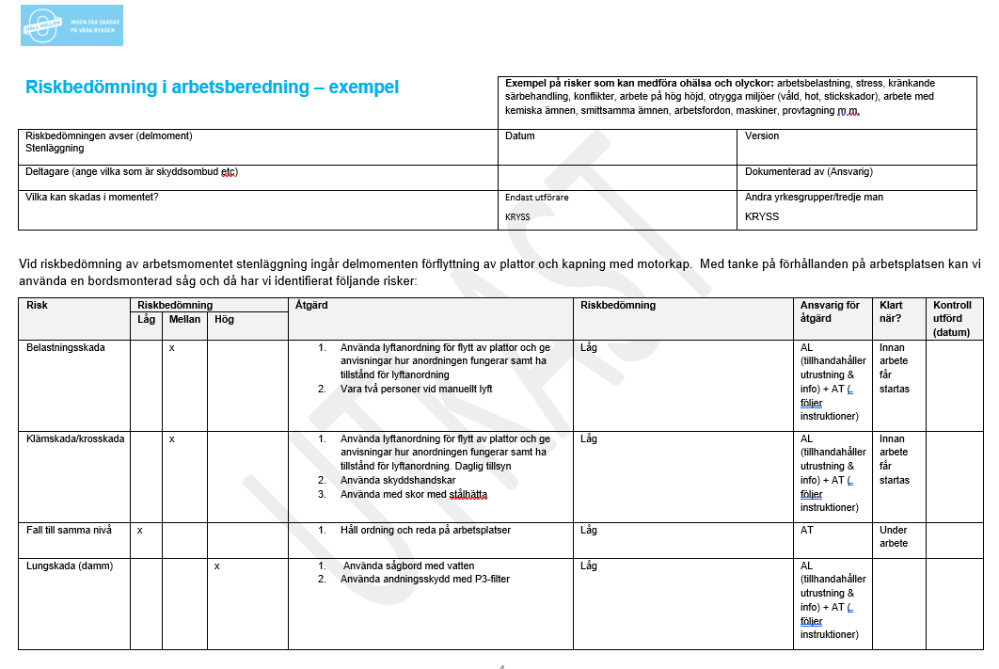 HÅLL NOLLAN
INGEN SKA SKADAS
PÅ VÅRA BYGGEN
Riskbedömning i arbetsberedning – exempel
Exempel på risker som kan medföra ohälsa och olyckor: arbetsbelastning, stress, kränkande
särbehandling, konflikter, arbete på hög höjd, otrygga miljöer (våld, hot, stickskador), arbete med
kemiska ämnen, smittsamma ämnen, arbetsfordon, maskiner, provtagning m.m.
Riskbedömningen avser (delmoment)
Stenläggning
Datum
Version
Deltagare (ange vilka som är skyddsombud etc)
Dokumenterad av (Ansvarig)
Vilka kan skadas i momentet?
Endast utförare
KRYSS
Andra yrkesgrupper/tredje man
KRYSS
UTKAST
Vid riskbedömning av arbetsmomentet stenläggning ingår delmomenten förflyttning av plattor och kapning med motorkap.  Med tanke på förhållanden på arbetsplatsen kan vi
använda en bordsmonterad såg och då har vi identifierat följande risker:
Risk
Riskbedömning
Låg
Mellan
Hög
Åtgärd
Riskbedömning
Ansvarig för
åtgärd
Klart
när?
Kontroll
utförd
(datum)
Belastningsskada
x
1. Använda lyftanordning för flytt av plattor och ge
anvisningar hur anordningen fungerar samt ha
tillstånd för lyftanordning
2. Vara två personer vid manuellt lyft
Låg
AL
(tillhandahåller
utrustning &
info) + AT (
följer
instruktioner)
Innan
arbete
får
startas
Klämskada/krosskada
x
1. Använda lyftanordning för flytt av plattor och ge
anvisningar hur anordningen fungerar samt ha
tillstånd för lyftanordning. Daglig tillsyn
2. Använda skyddshandskar
3. Använda med skor med stålhätta
Låg
AL
(tillhandahåller
utrustning &
info) + AT (
följer
instruktioner)
Innan
arbete
får
startas
Fall till samma nivå
x
1. Håll ordning och reda på arbetsplatser
Låg
AT
Under
arbete
Lungskada (damm)
x
1. Använda sågbord med vatten
2. Använda andningsskydd med P3-filter
Låg
AL
(tillhandahåller
utrustning &
info) + AT (
följer
instruktioner)